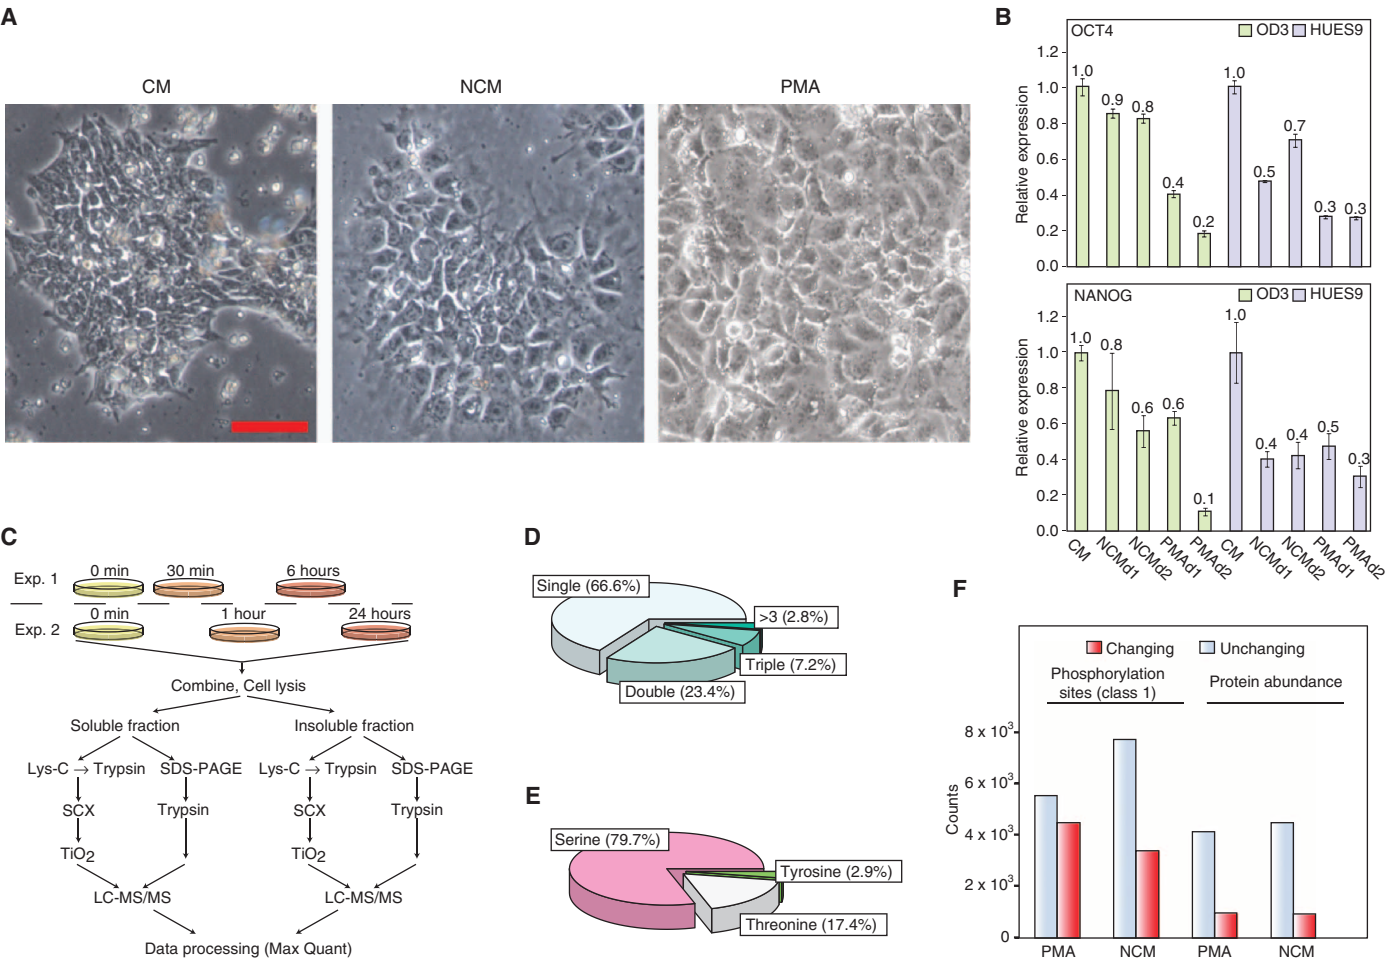 A
CM
NCM
PMA
B
OCT4
OD3
HUES9
Relative expression
1.2
1.0
0.8
0.6
0.4
0.2
0.0
1.0
0.9
0.8
0.4
0.2
1.0
0.5
0.7
0.3
0.3
NANOG
OD3
HUES9
Relative expression
1.2
1.0
0.8
0.6
0.4
0.2
0.0
1.0
0.8
0.6
0.6
0.1
1.0
0.4
0.4
0.5
0.3
CM
NCMd1
NCMd2
PMAd1
PMAd2
CM
NCMd1
NCMd2
PMAd1
PMAd2
C
Exp. 1
0 min
30 min
6 hours
Exp. 2
0 min
1 hour
24 hours
Combine, Cell lysis
Soluble fraction
Insoluble fraction
Lys-C → Trypsin
SDS-PAGE
Lys-C → Trypsin
SDS-PAGE
SCX
Trypsin
SCX
Trypsin
TiO2
TiO2
LC-MS/MS
LC-MS/MS
Data processing (Max Quant)
D
Single (66.6%)
>3 (2.8%)
Triple (7.2%)
Double (23.4%)
E
Serine (79.7%)
Tyrosine (2.9%)
Threonine (17.4%)
F
Changing
Unchanging
Phosphorylation
sites (class 1)
Protein abundance
Counts
8 x 10³
6 x 10³
4 x 10³
2 x 10³
0
PMA
NCM
PMA
NCM